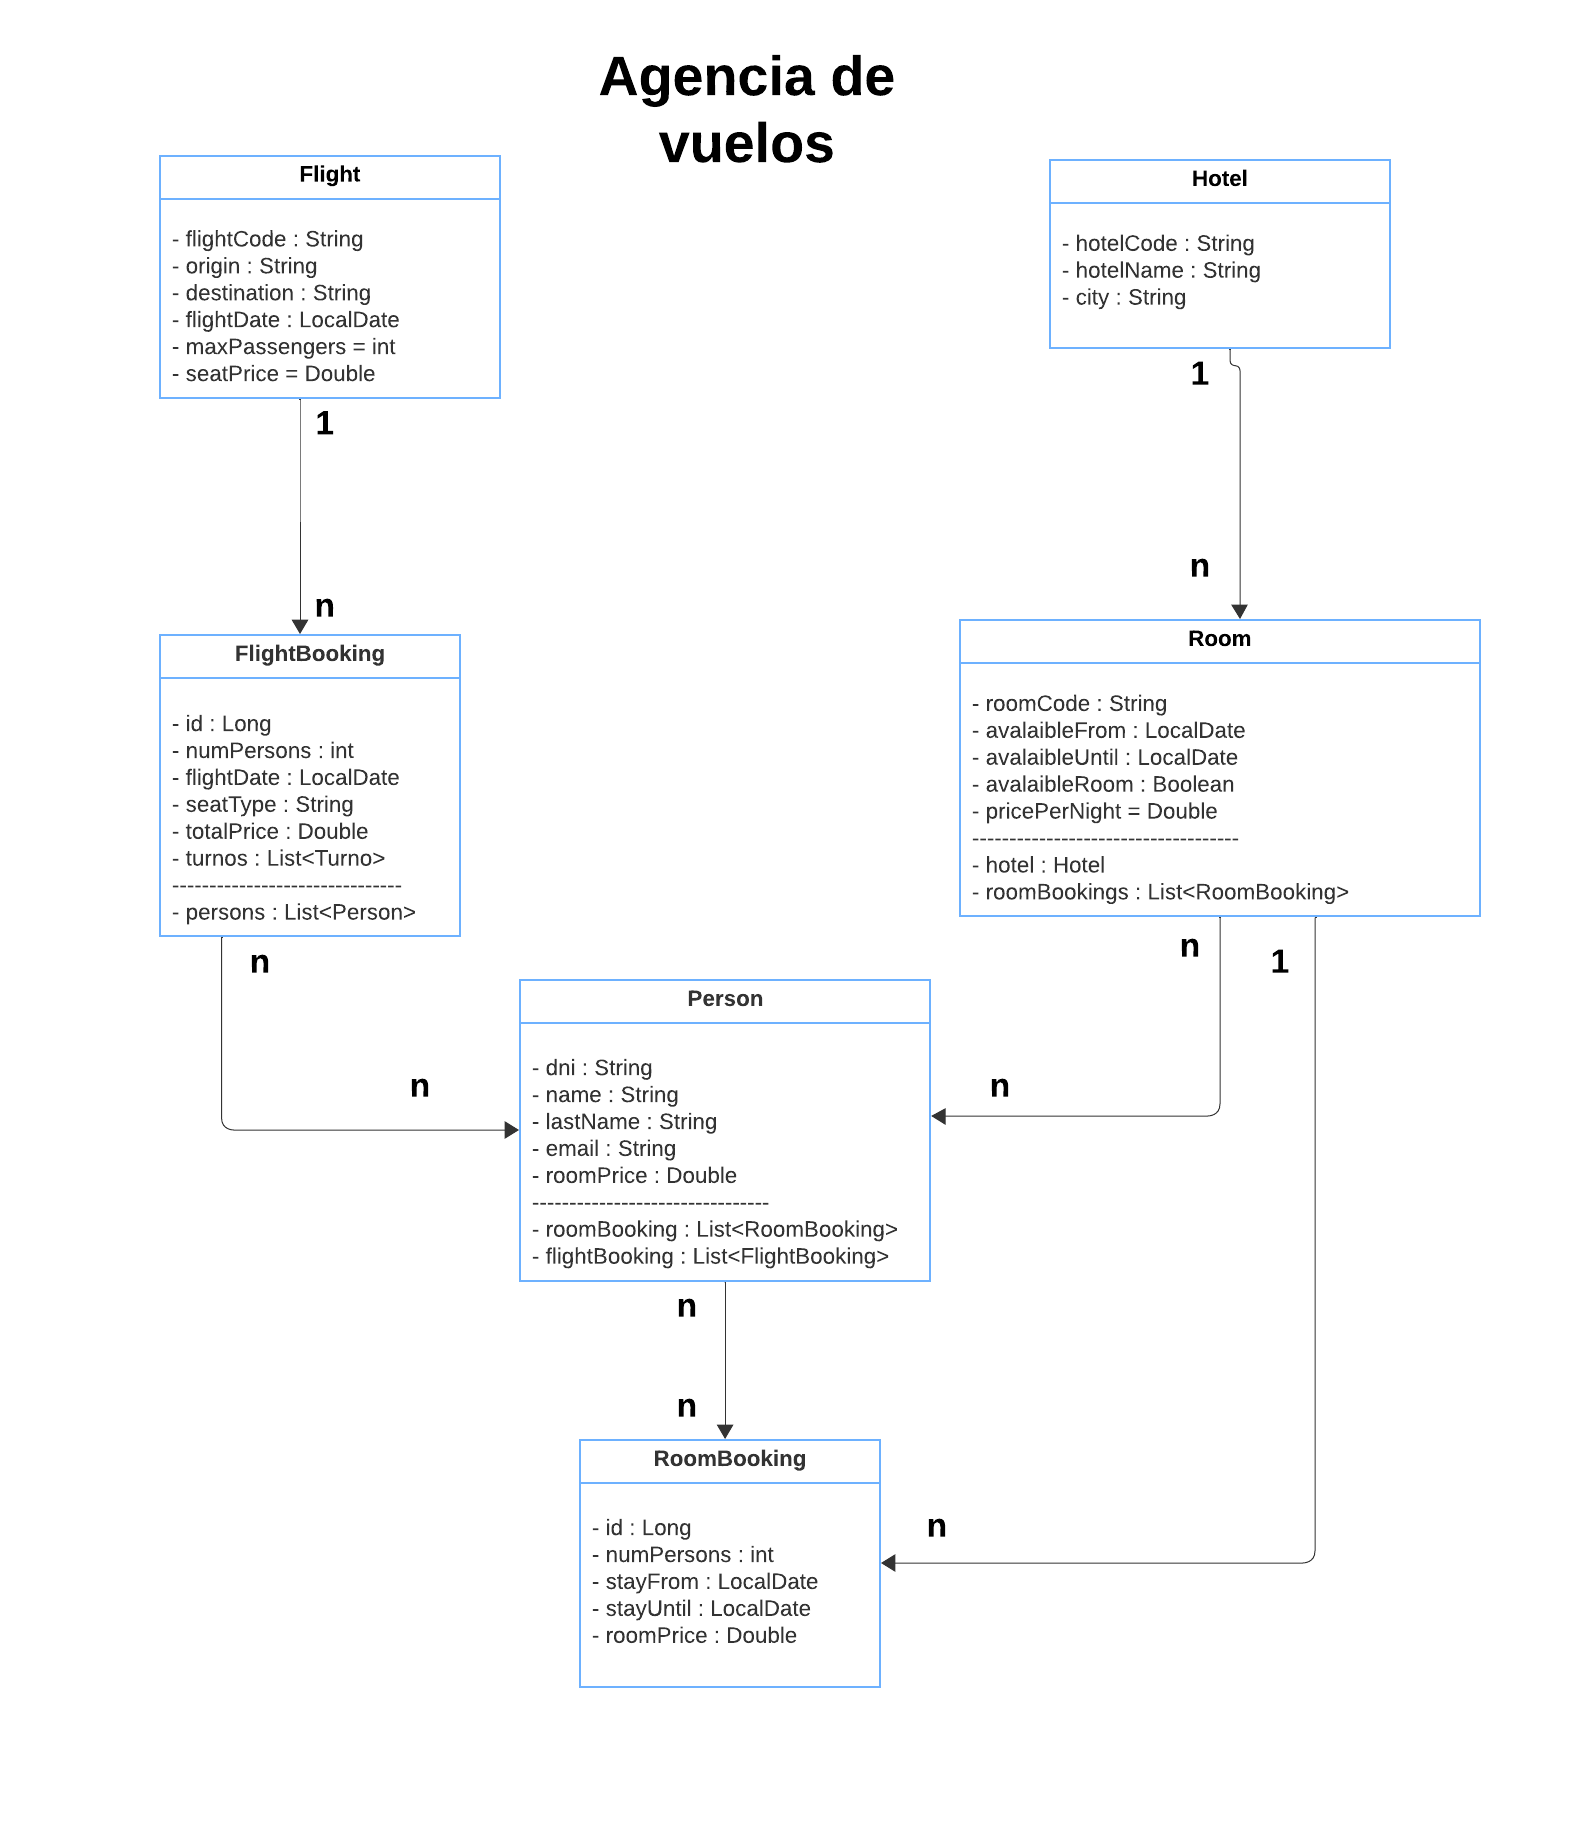 Agencia de
vuelos
Flight
- flightCode : String
- origin : String
- destination : String
- flightDate : LocalDate
- maxPassengers = int
- seatPrice = Double
1
n
Hotel
- hotelCode : String
- hotelName : String
- city : String
1
n
FlightBooking
- id : Long
- numPersons : int
- flightDate : LocalDate
- seatType : String
- totalPrice : Double
- turnos : List<Turno>
-------------------------------
- persons : List<Person>
n
n
Room
- roomCode : String
- avalaibleFrom : LocalDate
- avalaibleUntil : LocalDate
- avalaibleRoom : Boolean
- pricePerNight = Double
------------------------------------
- hotel : Hotel
- roomBookings : List<RoomBooking>
n
1
n
Person
- dni : String
- name : String
- lastName : String
- email : String
- roomPrice : Double
--------------------------------
- roomBooking : List<RoomBooking>
- flightBooking : List<FlightBooking>
n
n
RoomBooking
- id : Long
- numPersons : int
- stayFrom : LocalDate
- stayUntil : LocalDate
- roomPrice : Double
n